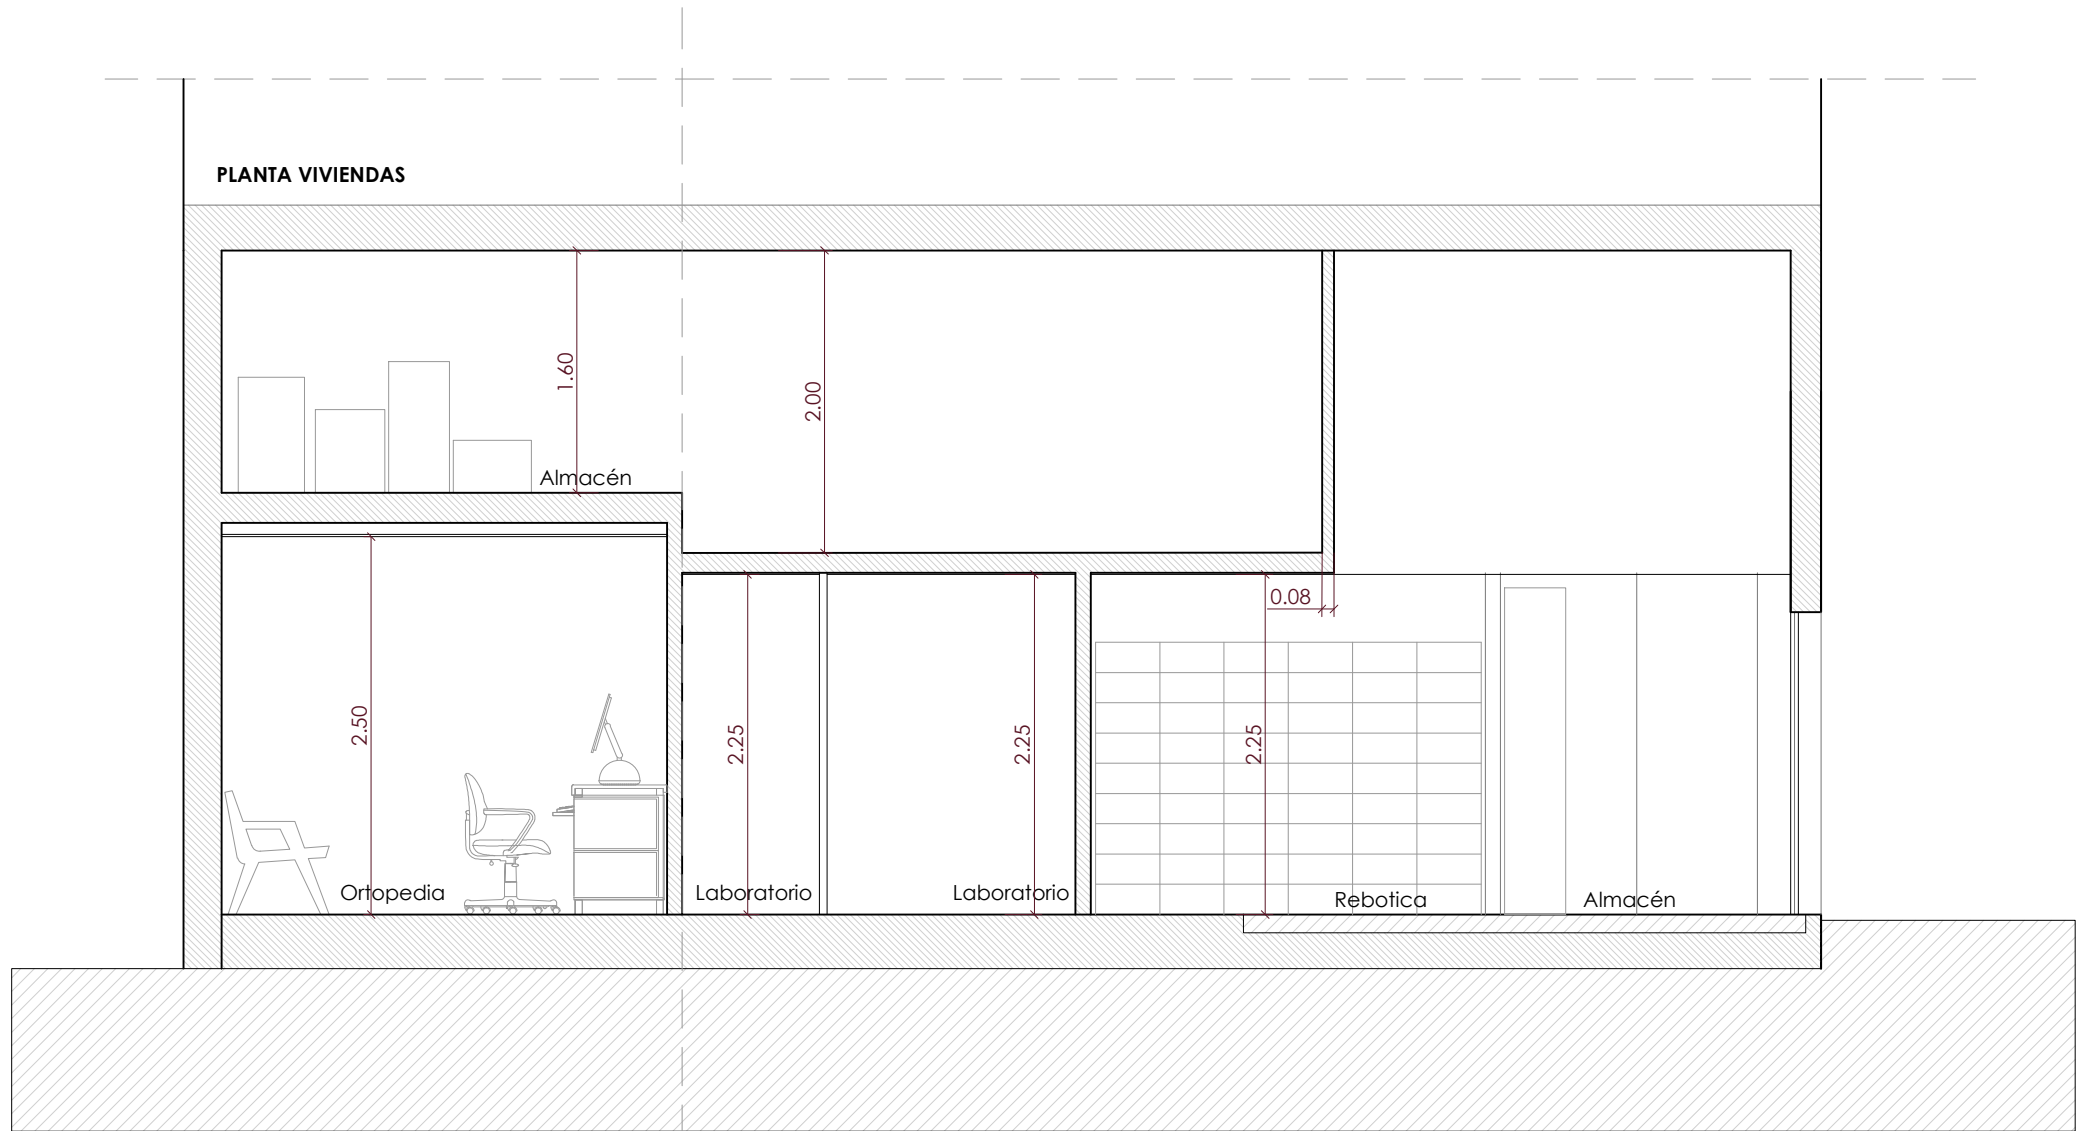 PLANTA VIVIENDAS
1.60
2.00
Almacén
0.08
2.50
2.25
2.25
2.25
Ortopedia
Laboratorio
Laboratorio
Rebotica
Almacén